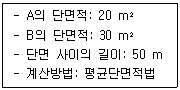 - A의 단면적: 20 m²
- B의 단면적: 30 m²
- 단면 사이의 길이: 50 m
- 계산방법: 평균단면적법